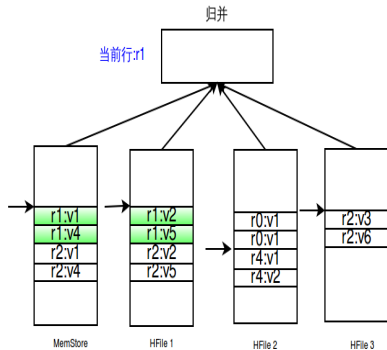 归并
当前行:r1
r1:v1
r1:v4
r2:v1
r2:v4
r1:v2
r1:v5
r2:v2
r2:v5
r0:v1
r0:v1
r4:v1
r4:v2
r2:v3
r2:v6
MemStore
HFile 1
HFile 2
HFile 3